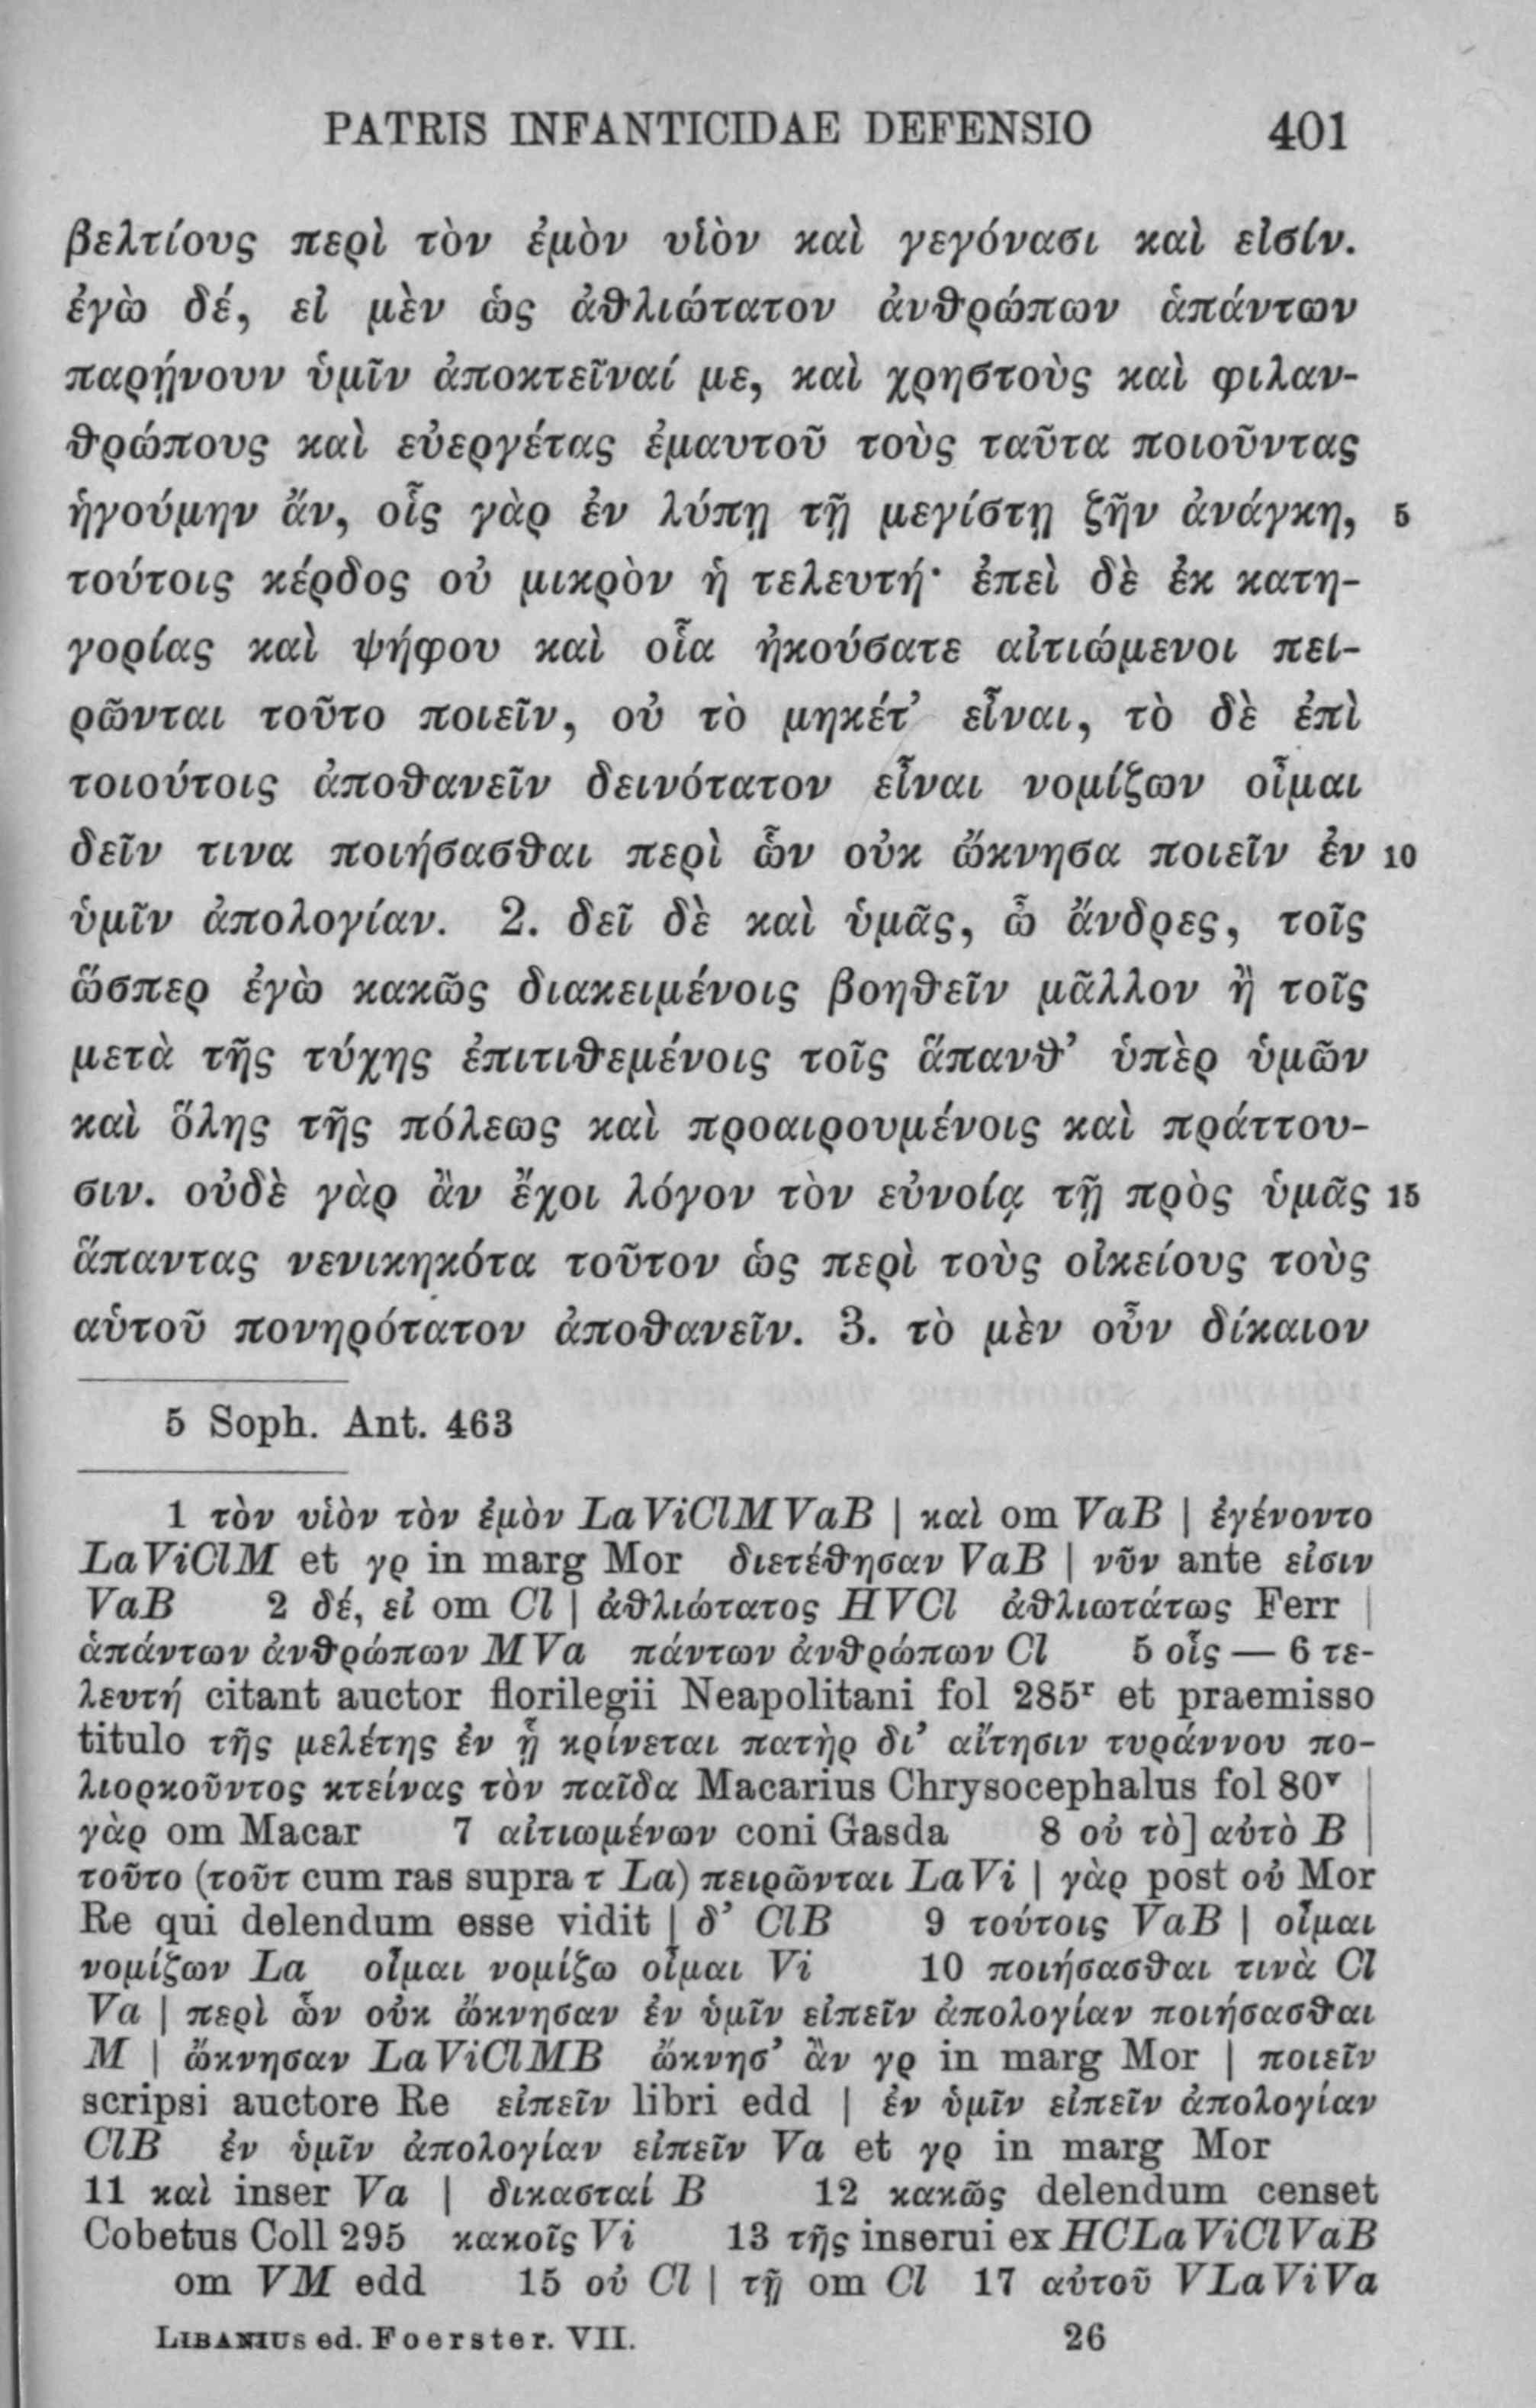 PATRIS INFANTICIDAE DEFENSIO 401
βελτίους περὶ τὸν ἐμὸν υἱὸν καὶ γεγόνασι καὶ εἰσίν.
ἐγὼ δέ, εἰ μὲν ὡς ἀθλιώτατον ἀνθρώπων ἁπάντων
παρῄνουν ὑμῖν ἀποκτεῖναί με, καὶ χρηστοὺς καὶ φιλαν-
θρώπους καὶ εὐεργέτας ἐμαυτοῦ τοὺς ταῦτα ποιοῦντας
ἡγούμην ἄν, οἷς γὰρ ἐν λύπῃ τῇ μεγίστῃ ζῆν ἀνάγκη, 5
τούτοις κέρδος οὐ μικρὸν ἡ τελευτή· ἐπεὶ δὲ ἐκ κατη-
γορίας καὶ ψήφου καὶ οἷα ἠκούσατε αἰτιώμενοι πει-
ρῶνται τοῦτο ποιεῖν, οὐ τὸ μηκέτ’ εἶναι, τὸ δὲ ἐπὶ
τοιούτοις ἀποθανεῖν δεινότατον εἶναι νομίζων οἶμαι
δεῖν τινα ποιήσασθαι περὶ ὧν οὐκ ὤκνησα ποιεῖν ἐν 10
ὑμῖν ἀπολογίαν. 2. δεῖ δὲ καὶ ὑμᾶς, ὦ ἄνδρες, τοῖς
ὥσπερ ἐγὼ κακῶς διακειμένοις βοηθεῖν μᾶλλον ἢ τοῖς
μετὰ τῆς τύχης ἐπιτιθεμένοις τοῖς ἅπανθ’ ὑπὲρ ὑμῶν
καὶ ὅλης τῆς πόλεως καὶ προαιρουμένοις καὶ πράττου-
σιν. οὐδὲ γὰρ ἂν ἔχοι λόγον τὸν εὐνοίᾳ τῇ πρὸς ὑμᾶς 15
ἅπαντας νενικηκότα τοῦτον ὡς περὶ τοὺς οἰκείους τοὺς
αὑτοῦ πονηρότατον ἀποθανεῖν. 3. τὸ μὲν οὖν δίκαιον
5 Soph. Ant. 463
1 τὸν υἱὸν τὸν ἐμὸν LaViClMVaB | καὶ om VaB | ἐγένοντο
LaViClM et γρ in marg Mor διετέθησαν VaB | νῦν ante εἰσιν
VaB 2 δέ, εἰ om Cl | ἀθλιώτατος HVCl ἀθλιωτάτως Ferr |
ἁπάντων ἀνθρώπων MVa πάντων ἀνθρώπων Cl 5 οἷς — 6 τε-
λευτή citant auctor florilegii Neapolitani fol 285ʳ et praemisso
titulo τῆς μελέτης ἐν ᾗ κρίνεται πατὴρ δι’ αἴτησιν τυράννου πο-
λιορκοῦντος κτείνας τὸν παῖδα Macarius Chrysocephalus fol 80ᵛ |
γὰρ om Macar 7 αἰτιωμένων coni Gasda 8 οὐ τὸ] αὐτὸ B |
τοῦτο (τοῦτ cum ras supra τ La) πειρῶνται LaVi | γὰρ post οὐ Mor
Re qui delendum esse vidit | δ’ ClB 9 τούτοις VaB | οἶμαι
νομίζων La οἶμαι νομίζω οἶμαι Vi 10 ποιήσασθαι τινὰ Cl
Va | περὶ ὧν οὐκ ὤκνησαν ἐν ὑμῖν εἰπεῖν ἀπολογίαν ποιήσασθαι
M | ὤκνησαν LaViClMB ὤκνησ’ ἂν γρ in marg Mor | ποιεῖν
scripsi auctore Re εἰπεῖν libri edd | ἐν ὑμῖν εἰπεῖν ἀπολογίαν
ClB ἐν ὑμῖν ἀπολογίαν εἰπεῖν Va et γρ in marg Mor
11 καὶ inser Va | δικασταί B 12 κακῶς delendum censet
Cobetus Coll 295 κακοῖς Vi 13 τῆς inserui ex HCLaViClVaB
om VM edd 15 οὐ Cl | τῇ om Cl 17 αὐτοῦ VLaViVa
LIBANIUS ed. Foerster. VII. 26